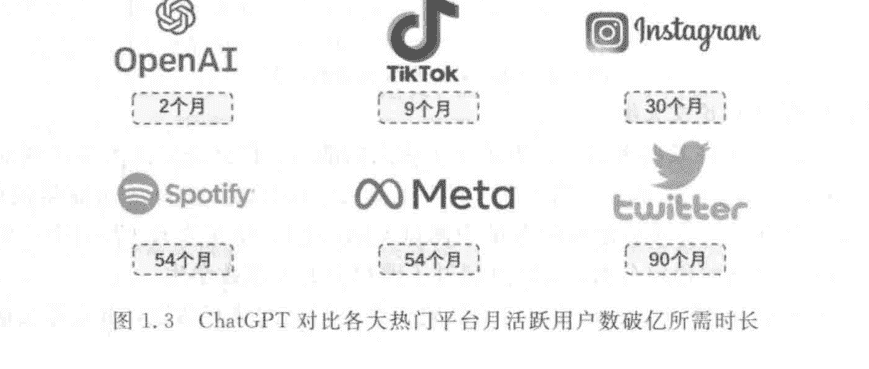 OpenAI
TikTok
Instagram
2个月
9个月
30个月
Spotify
Meta
twitter
54个月
54个月
90个月
图 1.3 ChatGPT 对比各大热门平台月活跃用户数破亿所需时长